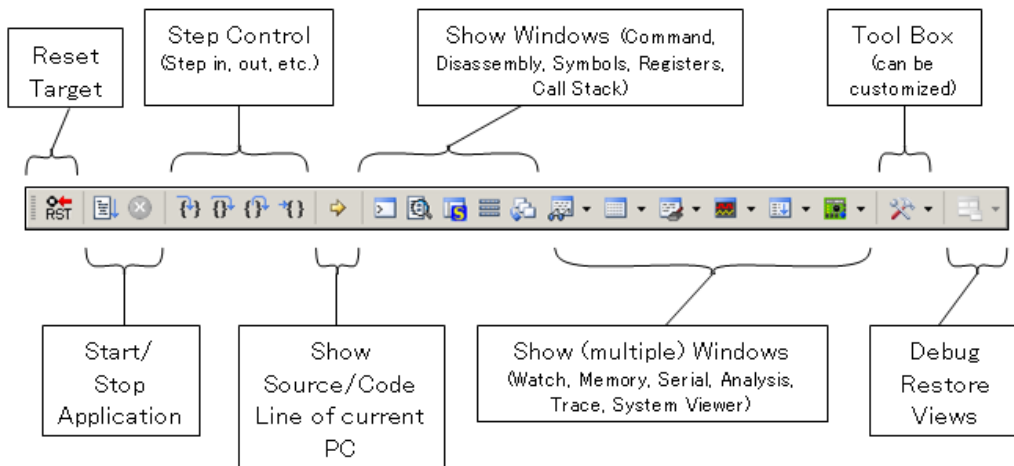 Reset
Target
Step Control
(Step in, out, etc.)
Show Windows (Command,
Disassembly, Symbols, Registers,
Call Stack)
Tool Box
(can be
customized)
RST
Start/
Stop
Application
Show
Source/Code
Line of current
PC
Show (multiple) Windows
(Watch, Memory, Serial, Analysis,
Trace, System Viewer)
Debug
Restore
Views